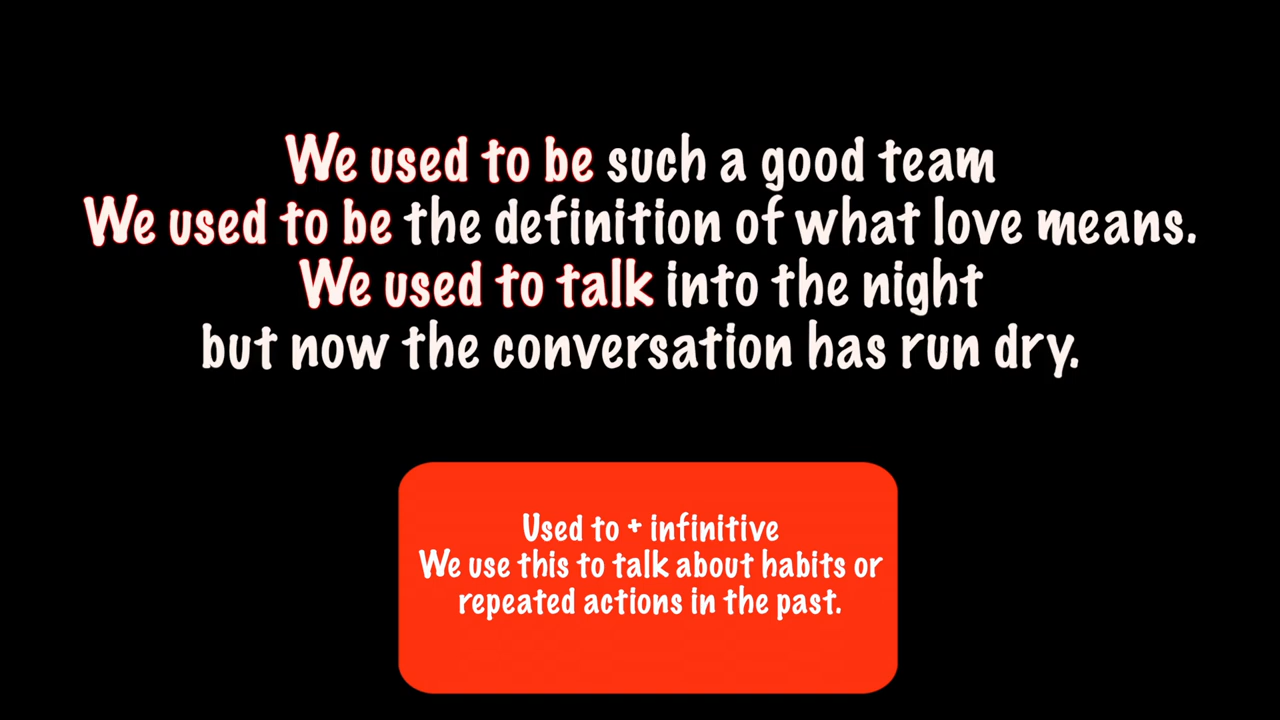 We used to be such a good team
We used to be the definition of what love means.
We used to talk into the night
but now the conversation has run dry.
Used to + infinitive
We use this to talk about habits or
repeated actions in the past.